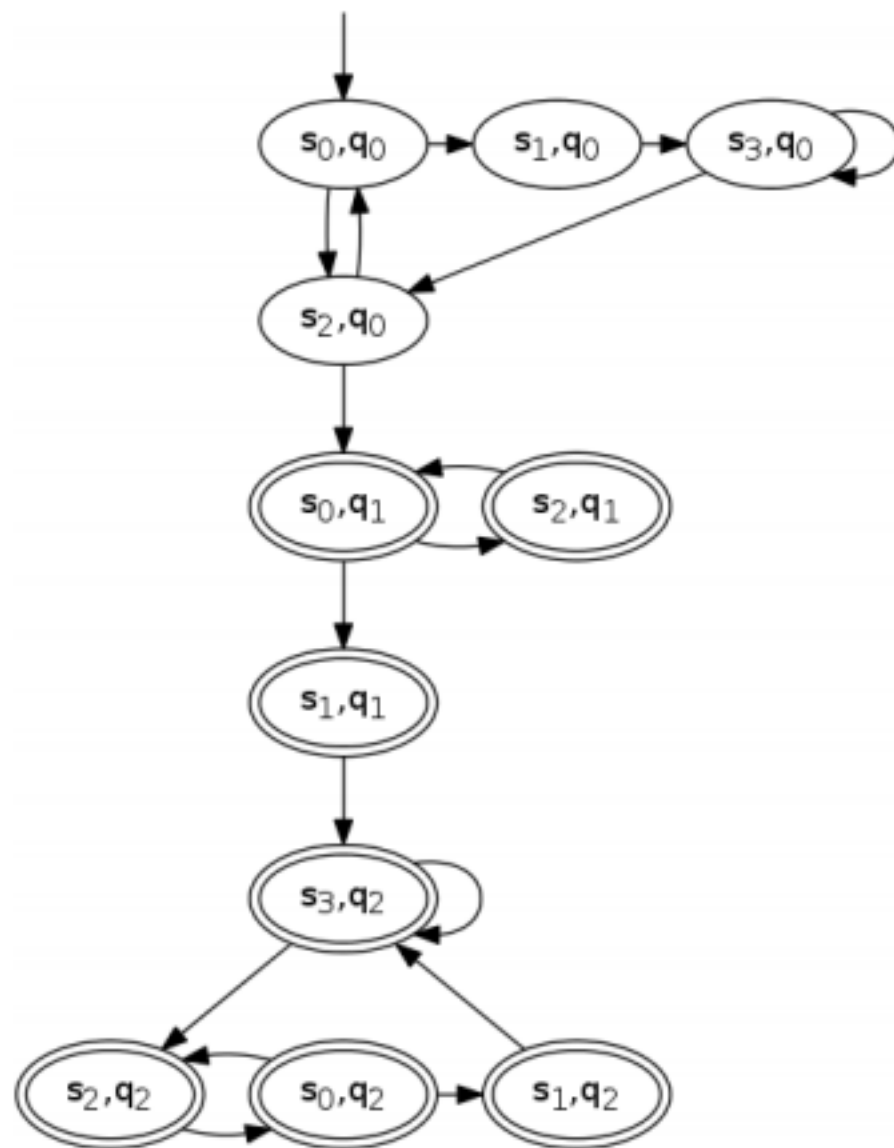 s₀,q₀ s₁,q₀ s₃,q₀
s₂,q₀
s₀,q₁ s₂,q₁
s₁,q₁
s₃,q₂
s₂,q₂ s₀,q₂ s₁,q₂